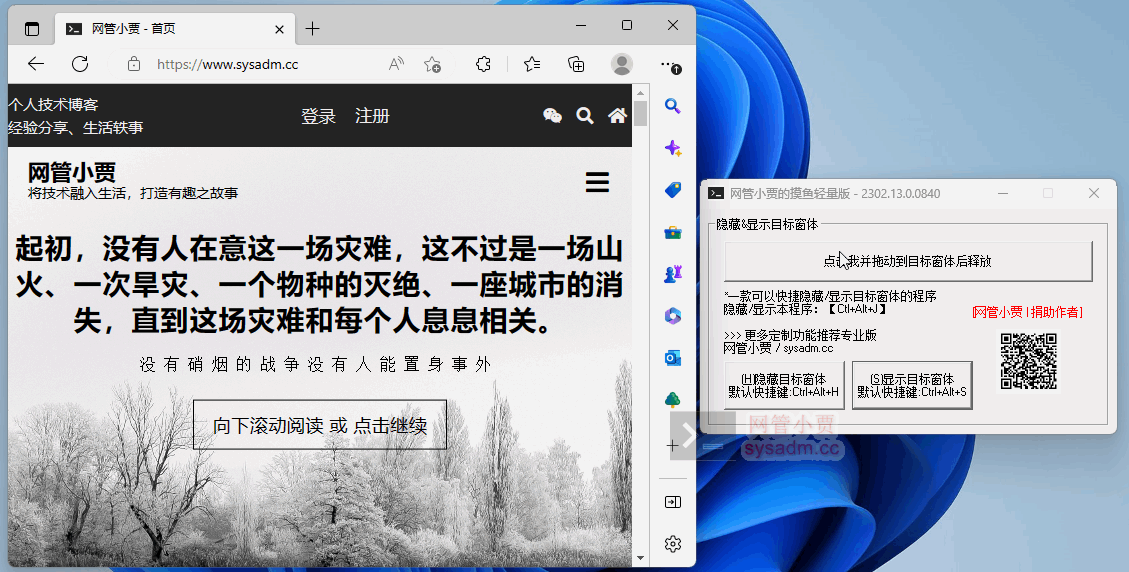 网管小贾 - 首页
https://www.sysadm.cc
个人技术博客
经验分享、生活轶事
登录 注册
网管小贾
将技术融入生活，打造有趣之故事
起初，没有人在意这一场灾难，这不过是一场山
火、一次旱灾、一个物种的灭绝、一座城市的消
失，直到这场灾难和每个人息息相关。
没有硝烟的战争没有人能置身事外
向下滚动阅读 或 点击继续
网管小贾的摸鱼轻量版 - 2302.13.0.0840
隐藏&显示目标窗体
点击我并拖动到目标窗体后释放
*一款可以快捷隐藏/显示目标窗体的程序
隐藏/显示本程序：【Ctl+Alt+J】
[网管小贾 | 捐助作者]
>>> 更多定制功能推荐专业版
网管小贾 / sysadm.cc
(H)隐藏目标窗体
默认快捷键:Ctrl+Alt+H
(S)显示目标窗体
默认快捷键:Ctrl+Alt+S
网管小贾
sysadm.cc